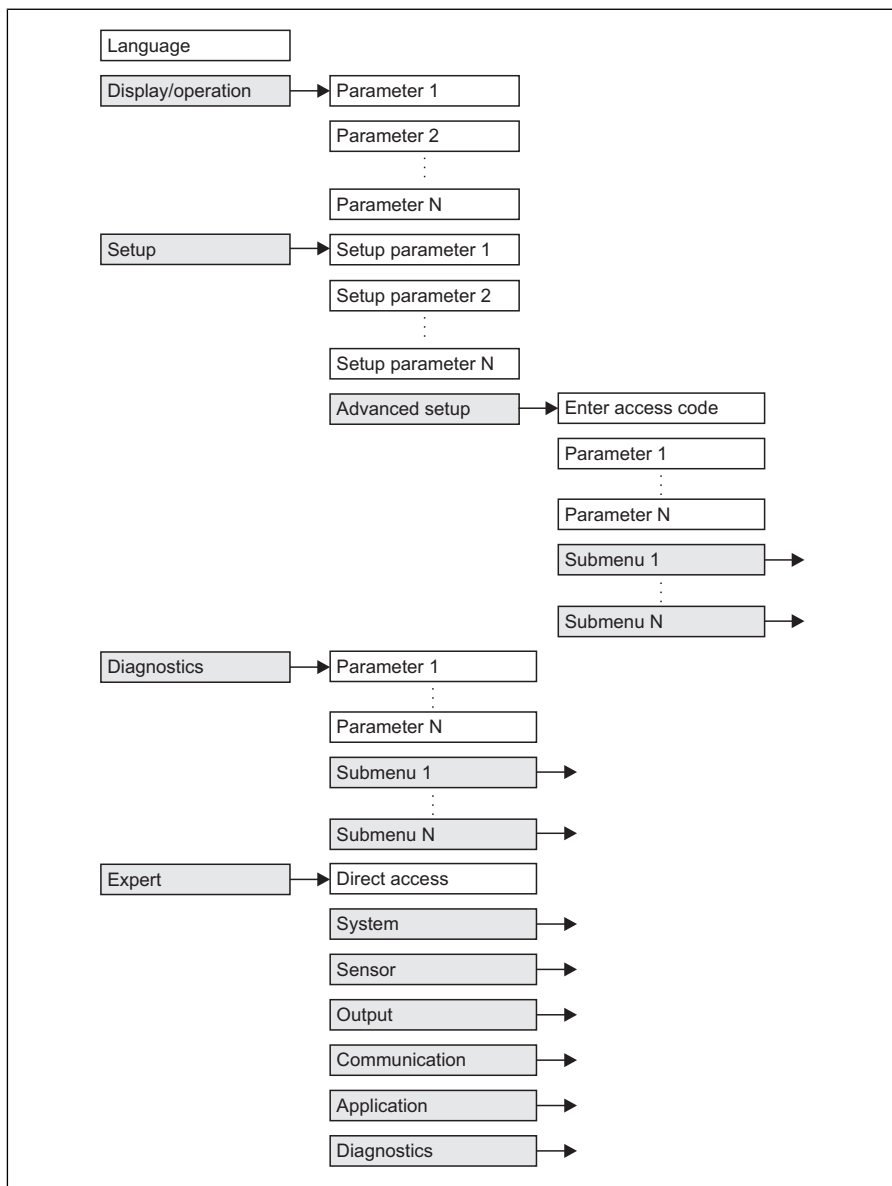 Language
Display/operation
Parameter 1
Parameter 2
Parameter N
Setup
Setup parameter 1
Setup parameter 2
Setup parameter N
Advanced setup
Enter access code
Parameter 1
Parameter N
Submenu 1
Submenu N
Diagnostics
Parameter 1
Parameter N
Submenu 1
Submenu N
Expert
Direct access
System
Sensor
Output
Communication
Application
Diagnostics